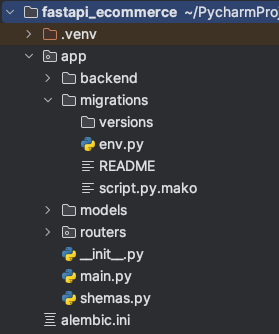 fastapi_ecommerce ~/PycharmProj
.venv
app
backend
migrations
versions
env.py
README
script.py.mako
models
routers
__init__.py
main.py
shemas.py
alembic.ini